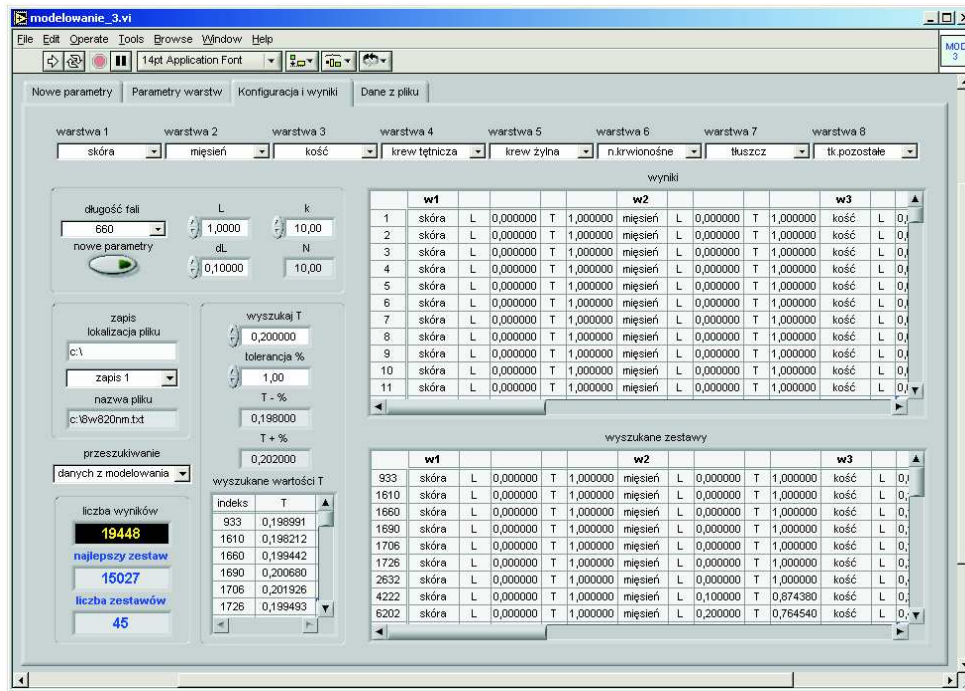 modelowanie_3.vi
File Edit Operate Tools Browse Window Help
14pt Application Font
MOD 3
Nowe parametry Parametry warstw Konfiguracja i wyniki Dane z pliku
warstwa 1 warstwa 2 warstwa 3 warstwa 4 warstwa 5 warstwa 6 warstwa 7 warstwa 8
skóra mięsień kość krew tętnicza krew żylna n.krwionośne tłuszcz tk.pozostałe
długość fali L k
660 1,0000 10,00
nowe parametry dL N
0,10000 10,00
zapis
lokalizacja pliku
c:\
zapis 1
nazwa pliku
c:\8w820nm.txt
przeszukiwanie
danych z modelowania
liczba wyników
19448
najlepszy zestaw
15027
liczba zestawów
45
wyszukaj T
0,200000
tolerancja %
1,00
T - %
0,198000
T + %
0,202000
wyszukane wartości T
indeks T
933 0,198991
1610 0,198212
1660 0,199442
1690 0,200680
1706 0,201926
1726 0,199493
wyniki
w1 w2 w3
1 skóra L 0,000000 T 1,000000 mięsień L 0,000000 T 1,000000 kość L
2 skóra L 0,000000 T 1,000000 mięsień L 0,000000 T 1,000000 kość L
3 skóra L 0,000000 T 1,000000 mięsień L 0,000000 T 1,000000 kość L
4 skóra L 0,000000 T 1,000000 mięsień L 0,000000 T 1,000000 kość L
5 skóra L 0,000000 T 1,000000 mięsień L 0,000000 T 1,000000 kość L
6 skóra L 0,000000 T 1,000000 mięsień L 0,000000 T 1,000000 kość L
7 skóra L 0,000000 T 1,000000 mięsień L 0,000000 T 1,000000 kość L
8 skóra L 0,000000 T 1,000000 mięsień L 0,000000 T 1,000000 kość L
9 skóra L 0,000000 T 1,000000 mięsień L 0,000000 T 1,000000 kość L
10 skóra L 0,000000 T 1,000000 mięsień L 0,000000 T 1,000000 kość L
11 skóra L 0,000000 T 1,000000 mięsień L 0,000000 T 1,000000 kość L
wyszukane zestawy
w1 w2 w3
933 skóra L 0,000000 T 1,000000 mięsień L 0,000000 T 1,000000 kość L
1610 skóra L 0,000000 T 1,000000 mięsień L 0,000000 T 1,000000 kość L
1660 skóra L 0,000000 T 1,000000 mięsień L 0,000000 T 1,000000 kość L
1690 skóra L 0,000000 T 1,000000 mięsień L 0,000000 T 1,000000 kość L
1706 skóra L 0,000000 T 1,000000 mięsień L 0,000000 T 1,000000 kość L
1726 skóra L 0,000000 T 1,000000 mięsień L 0,000000 T 1,000000 kość L
2632 skóra L 0,000000 T 1,000000 mięsień L 0,000000 T 1,000000 kość L
4222 skóra L 0,000000 T 1,000000 mięsień L 0,100000 T 0,874380 kość L
6202 skóra L 0,000000 T 1,000000 mięsień L 0,200000 T 0,764540 kość L